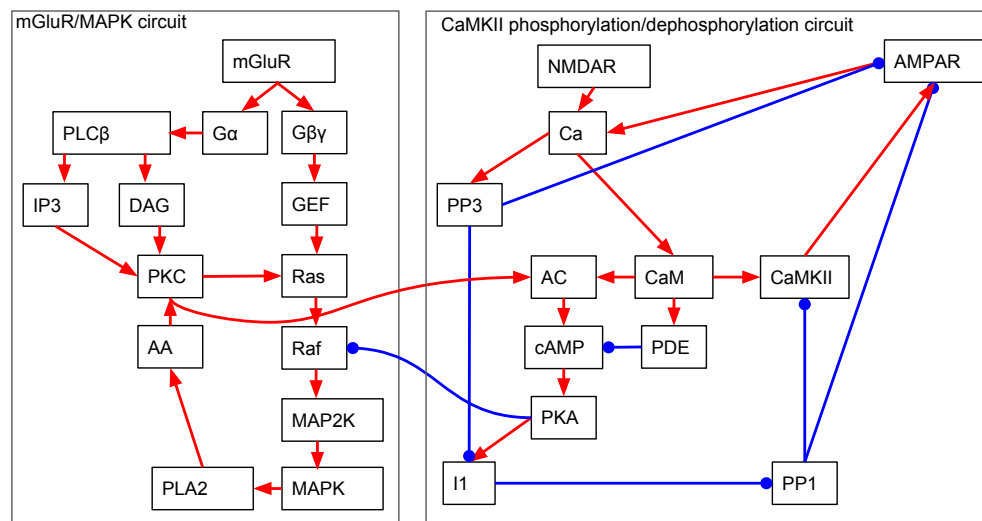 mGluR/MAPK circuit
mGluR
PLCβ
Gα
Gβγ
IP3
DAG
GEF
PKC
Ras
AA
Raf
MAP2K
PLA2
MAPK
CaMKII phosphorylation/dephosphorylation circuit
NMDAR
AMPAR
Ca
PP3
AC
CaM
CaMKII
cAMP
PDE
PKA
I1
PP1